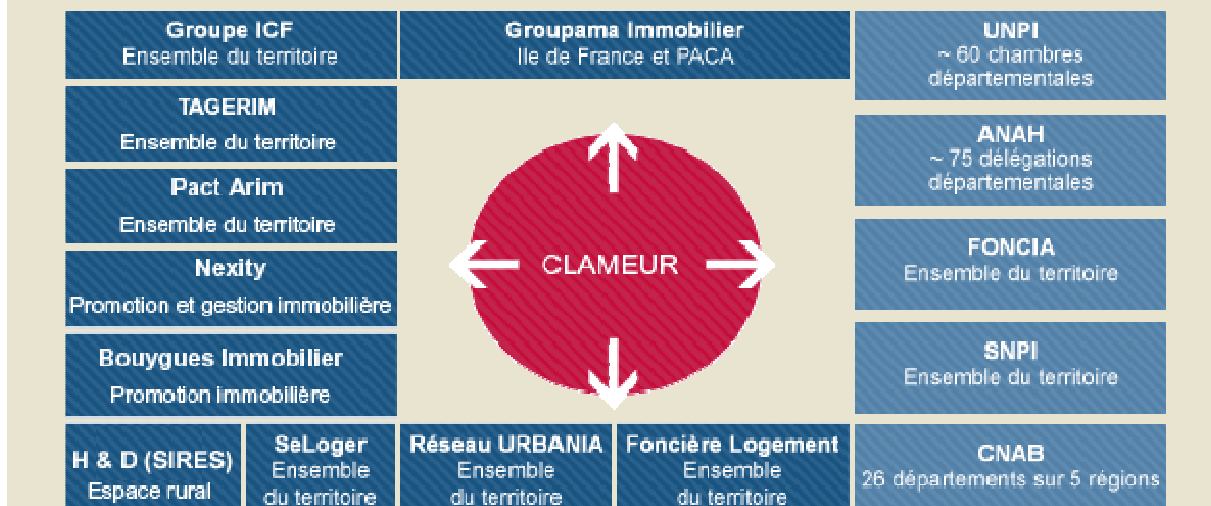 Groupe ICF
Ensemble du territoire
Groupama Immobilier
Ile de France et PACA
UNPI
~ 60 chambres
départementales
TAGERIM
Ensemble du territoire
ANAH
~ 75 délégations
départementales
Pact Arim
Ensemble du territoire
CLAMEUR
FONCIA
Ensemble du territoire
Nexity
Promotion et gestion immobilière
Bouygues Immobilier
Promotion immobilière
SNPI
Ensemble du territoire
H & D (SIRES)
Espace rural
SeLoger
Ensemble
du territoire
Réseau URBANIA
Ensemble
du territoire
Foncière Logement
Ensemble
du territoire
CNAB
26 départements sur 5 régions